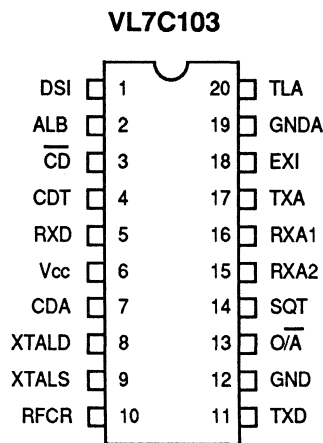 VL7C103
DSI 1 20 TLA
ALB 2 19 GNDA
C̅D̅ 3 18 EXI
CDT 4 17 TXA
RXD 5 16 RXA1
Vcc 6 15 RXA2
CDA 7 14 SQT
XTALD 8 13 O/A̅
XTALS 9 12 GND
RFCR 10 11 TXD